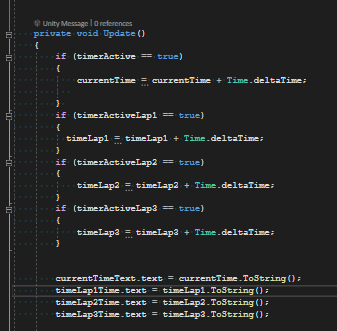 Unity Message | 0 references
private void Update()
{
if (timerActive == true)
{
currentTime = currentTime + Time.deltaTime;
}
if (timerActiveLap1 == true)
{
timeLap1 = timeLap1 + Time.deltaTime;
}
if (timerActiveLap2 == true)
{
timeLap2 = timeLap2 + Time.deltaTime;
}
if (timerActiveLap3 == true)
{
timeLap3 = timeLap3 + Time.deltaTime;
}
currentTimeText.text = currentTime.ToString();
timeLap1Time.text = timeLap1.ToString();
timeLap2Time.text = timeLap2.ToString();
timeLap3Time.text = timeLap3.ToString();